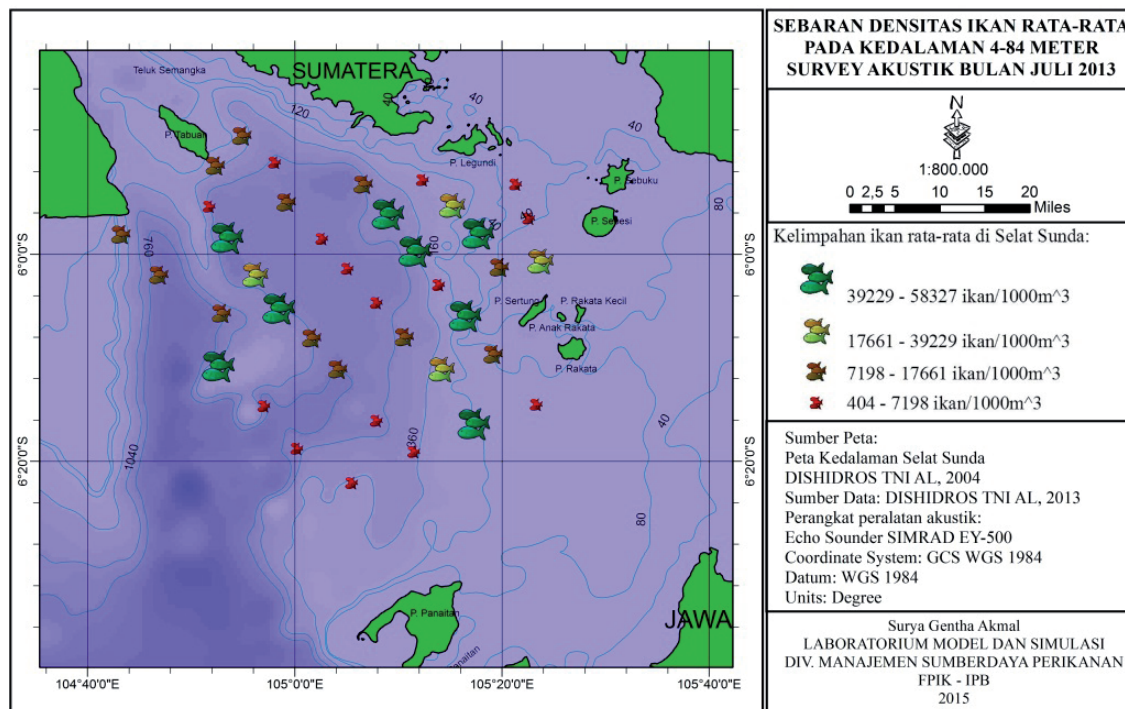 SEBARAN DENSITAS IKAN RATA-RATA
PADA KEDALAMAN 4-84 METER
SURVEY AKUSTIK BULAN JULI 2013
N
1:800.000
0 2,5 5 10 15 20
Miles
Kelimpahan ikan rata-rata di Selat Sunda:
39229 - 58327 ikan/1000m^3
17661 - 39229 ikan/1000m^3
7198 - 17661 ikan/1000m^3
404 - 7198 ikan/1000m^3
Sumber Peta:
Peta Kedalaman Selat Sunda
DISHIDROS TNI AL, 2004
Sumber Data: DISHIDROS TNI AL, 2013
Perangkat peralatan akustik:
Echo Sounder SIMRAD EY-500
Coordinate System: GCS WGS 1984
Datum: WGS 1984
Units: Degree
Surya Gentha Akmal
LABORATORIUM MODEL DAN SIMULASI
DIV. MANAJEMEN SUMBERDAYA PERIKANAN
FPIK - IPB
2015
Teluk Semangka
SUMATERA
40
40
40
120
40
P. Tabuan
P. Legundi
P. Sebuku
80
P. Sebesi
40
760
160
6°0'0"S
6°0'0"S
P. Sertung
P. Rakata Kecil
P. Anak Rakata
P. Rakata
40
360
1040
6°20'0"S
6°20'0"S
80
P. Panaitan
JAWA
Panaitan
104°40'0"E
105°0'0"E
105°20'0"E
105°40'0"E